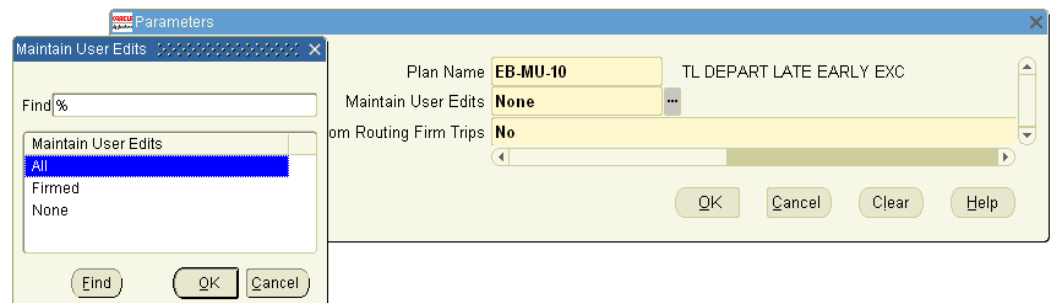 Parameters
Maintain User Edits
Find %
Maintain User Edits
All
Firmed
None
Find OK Cancel
Plan Name EB-MU-10 TL DEPART LATE EARLY EXC
Maintain User Edits None ...
om Routing Firm Trips No
OK Cancel Clear Help